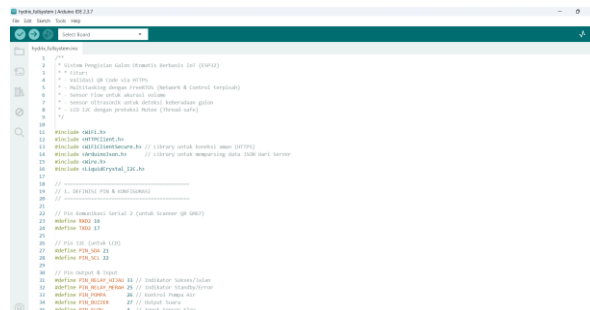 hydrix_fullsystem | Arduino IDE 2.3.7
File Edit Sketch Tools Help
Select Board
hydrix_fullsystem.ino
1 /**
2 * Sistem Pengisian Galon Otomatis Berbasis IoT (ESP32)
3 * * Fitur:
4 * - Validasi QR Code via HTTPS
5 * - Multitasking dengan FreeRTOS (Network & Control terpisah)
6 * - Sensor Flow untuk akurasi volume
7 * - Sensor Ultrasonik untuk deteksi keberadaan galon
8 * - LCD I2C dengan proteksi Mutex (Thread-safe)
9 */
10
11 #include <WiFi.h>
12 #include <HTTPClient.h>
13 #include <WiFiClientSecure.h> // Library untuk koneksi aman (HTTPS)
14 #include <ArduinoJson.h> // Library untuk memparsing data JSON dari Server
15 #include <Wire.h>
16 #include <LiquidCrystal_I2C.h>
17
18 // ==========================================
19 // 1. DEFINISI PIN & KONFIGURASI
20 // ==========================================
21
22 // Pin Komunikasi Serial 2 (untuk Scanner QR GM67)
23 #define RXD2 16
24 #define TXD2 17
25
26 // Pin I2C (untuk LCD)
27 #define PIN_SDA 21
28 #define PIN_SCL 22
29
30 // Pin Output & Input
31 #define PIN_RELAY_HIJAU 33 // Indikator Sukses/Jalan
32 #define PIN_RELAY_MERAH 25 // Indikator Standby/Error
33 #define PIN_POMPA 26 // Kontrol Pompa Air
34 #define PIN_BUZZER 27 // Output Suara